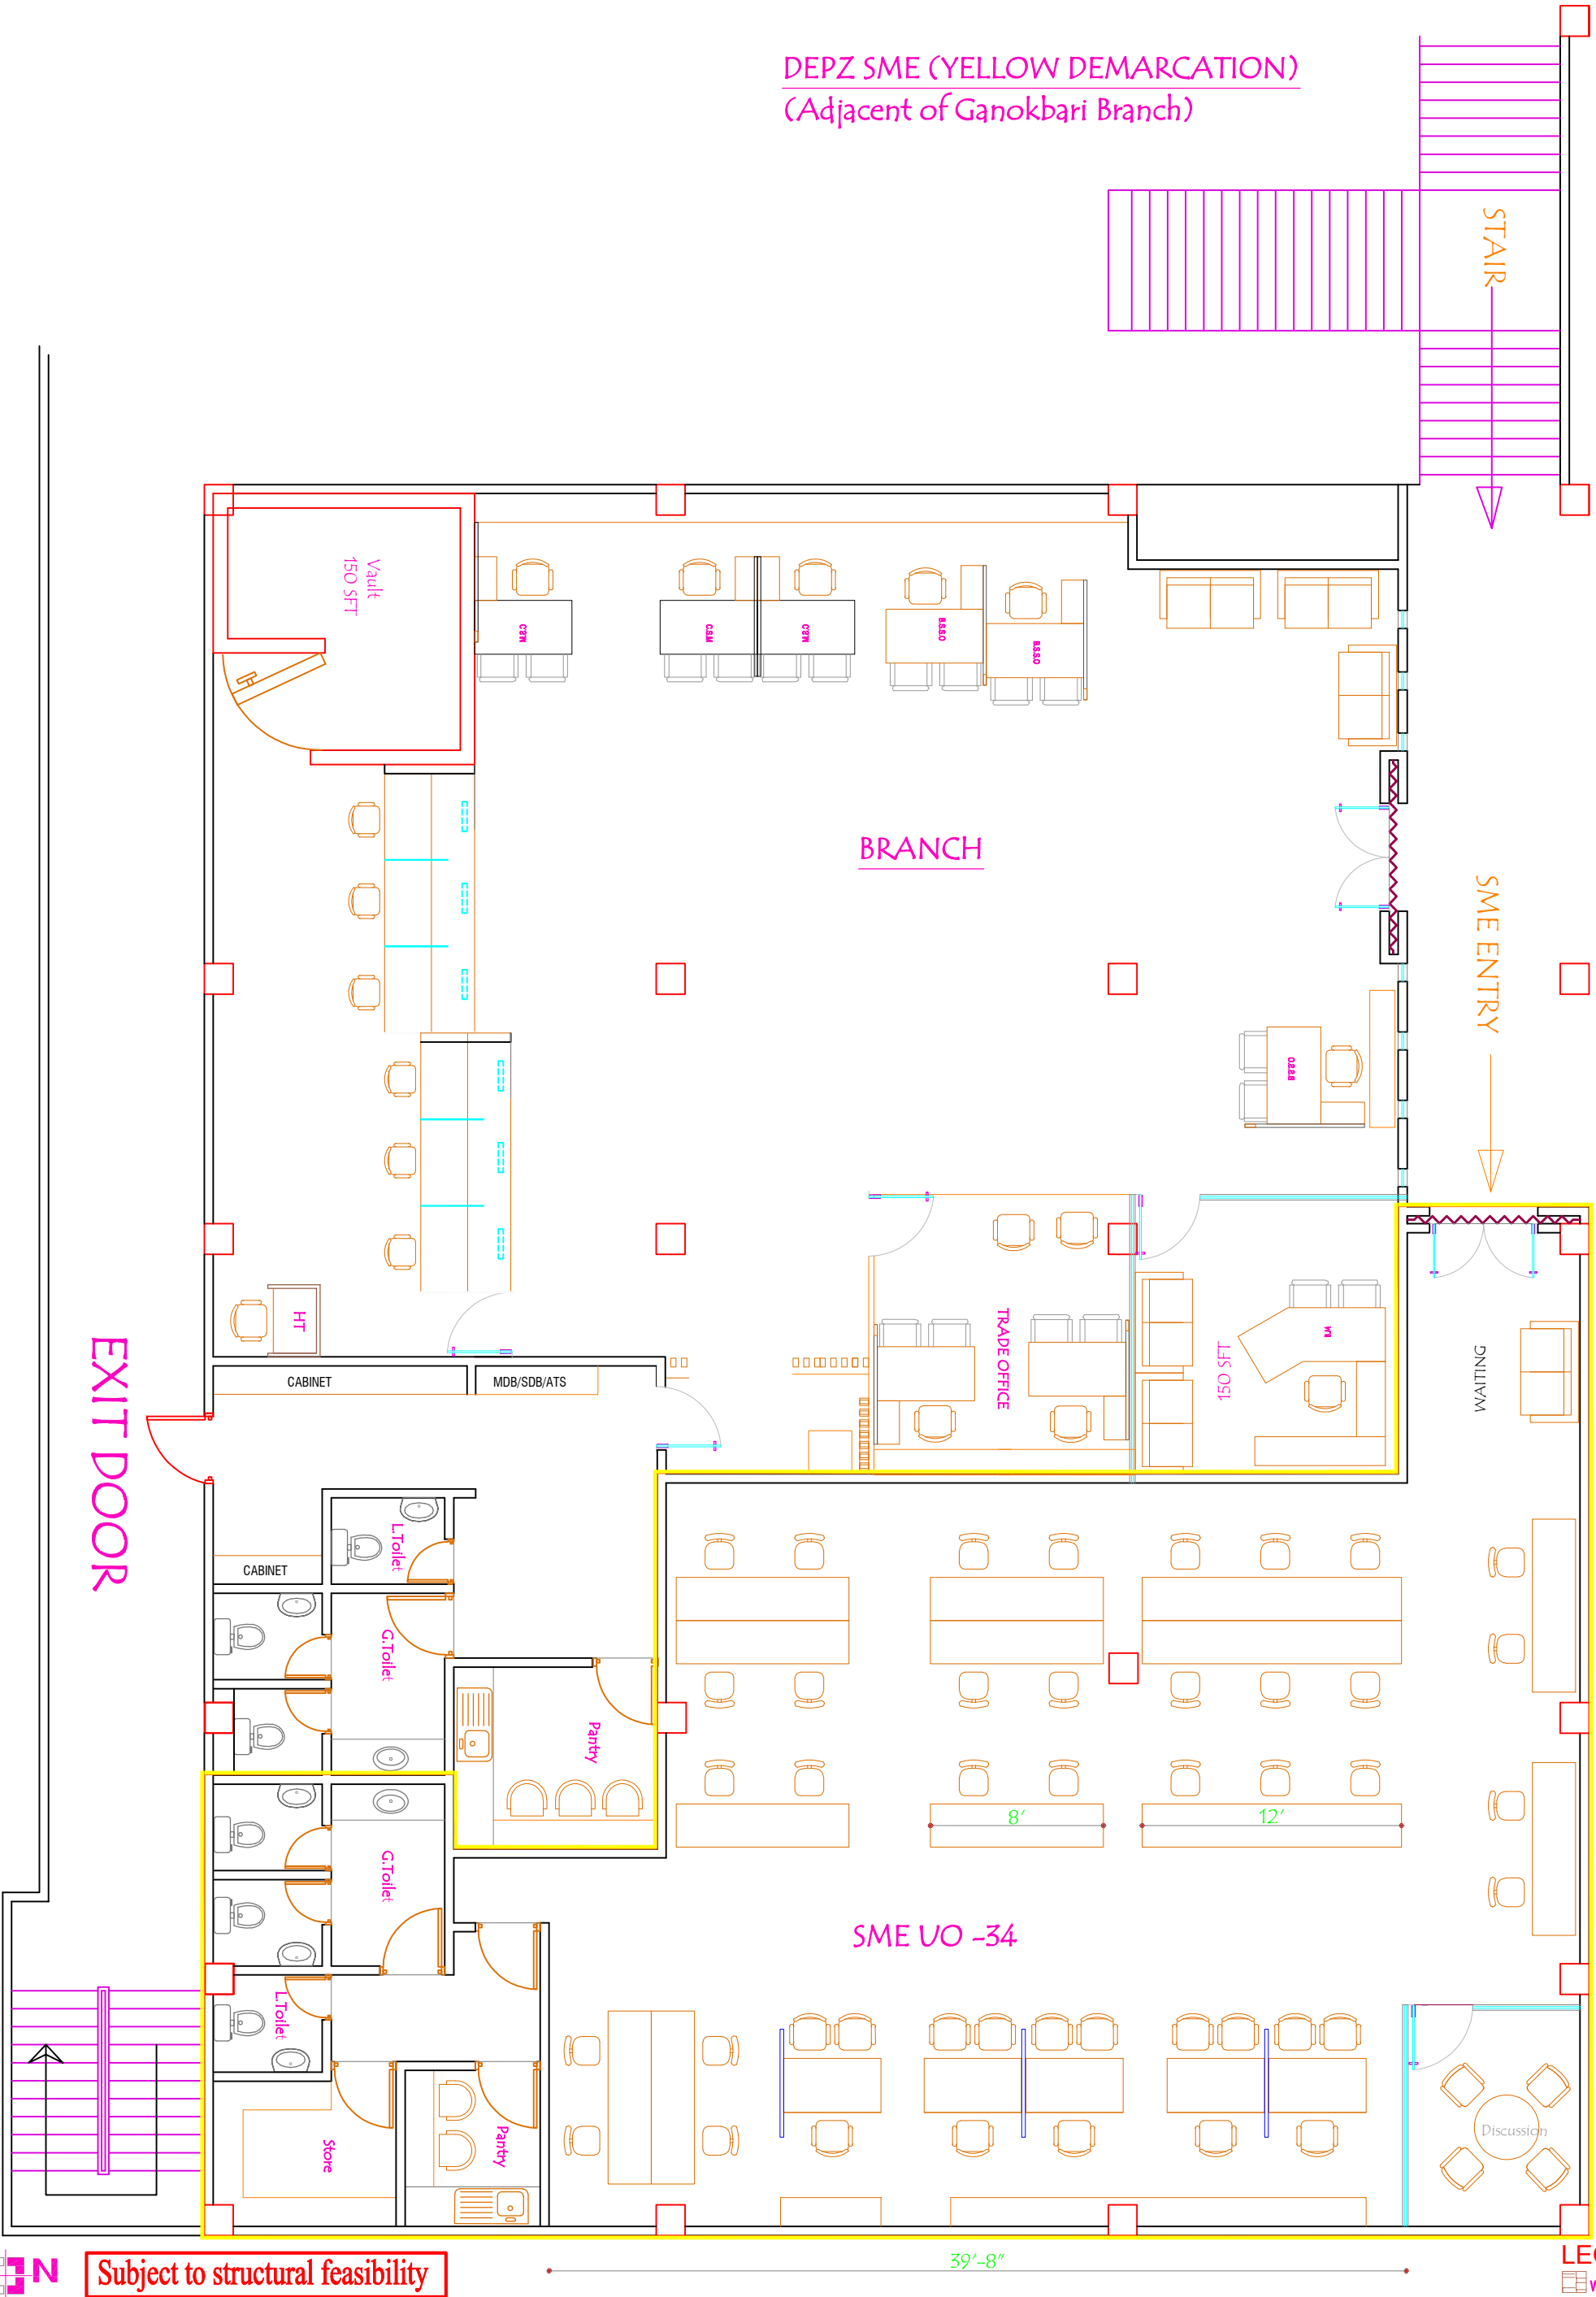 DEPZ SME (YELLOW DEMARCATION)
(Adjacent of Ganokbari Branch)
STAIR
Vault
150 SFT
CSM
CSM
CSM
B.S.S.O
B.S.S.O
BRANCH
SME ENTRY
B.S.S.O
HT
TRADE OFFICE
150 SFT
BM
WAITING
EXIT DOOR
CABINET
MDB/SDB/ATS
L.Toilet
CABINET
G.Toilet
Pantry
8'
12'
G.Toilet
SME UO -34
L.Toilet
Store
Pantry
Discussion
N
Subject to structural feasibility
39'-8"